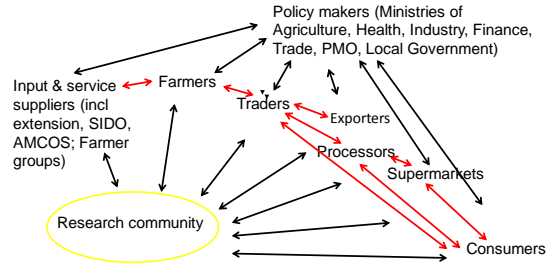 Policy makers (Ministries of
Agriculture, Health, Industry, Finance,
Trade, PMO, Local Government)
Input & service
suppliers (incl
extension, SIDO,
AMCOS; Farmer
groups)
Farmers
Traders
Exporters
Processors
Supermarkets
Research community
Consumers